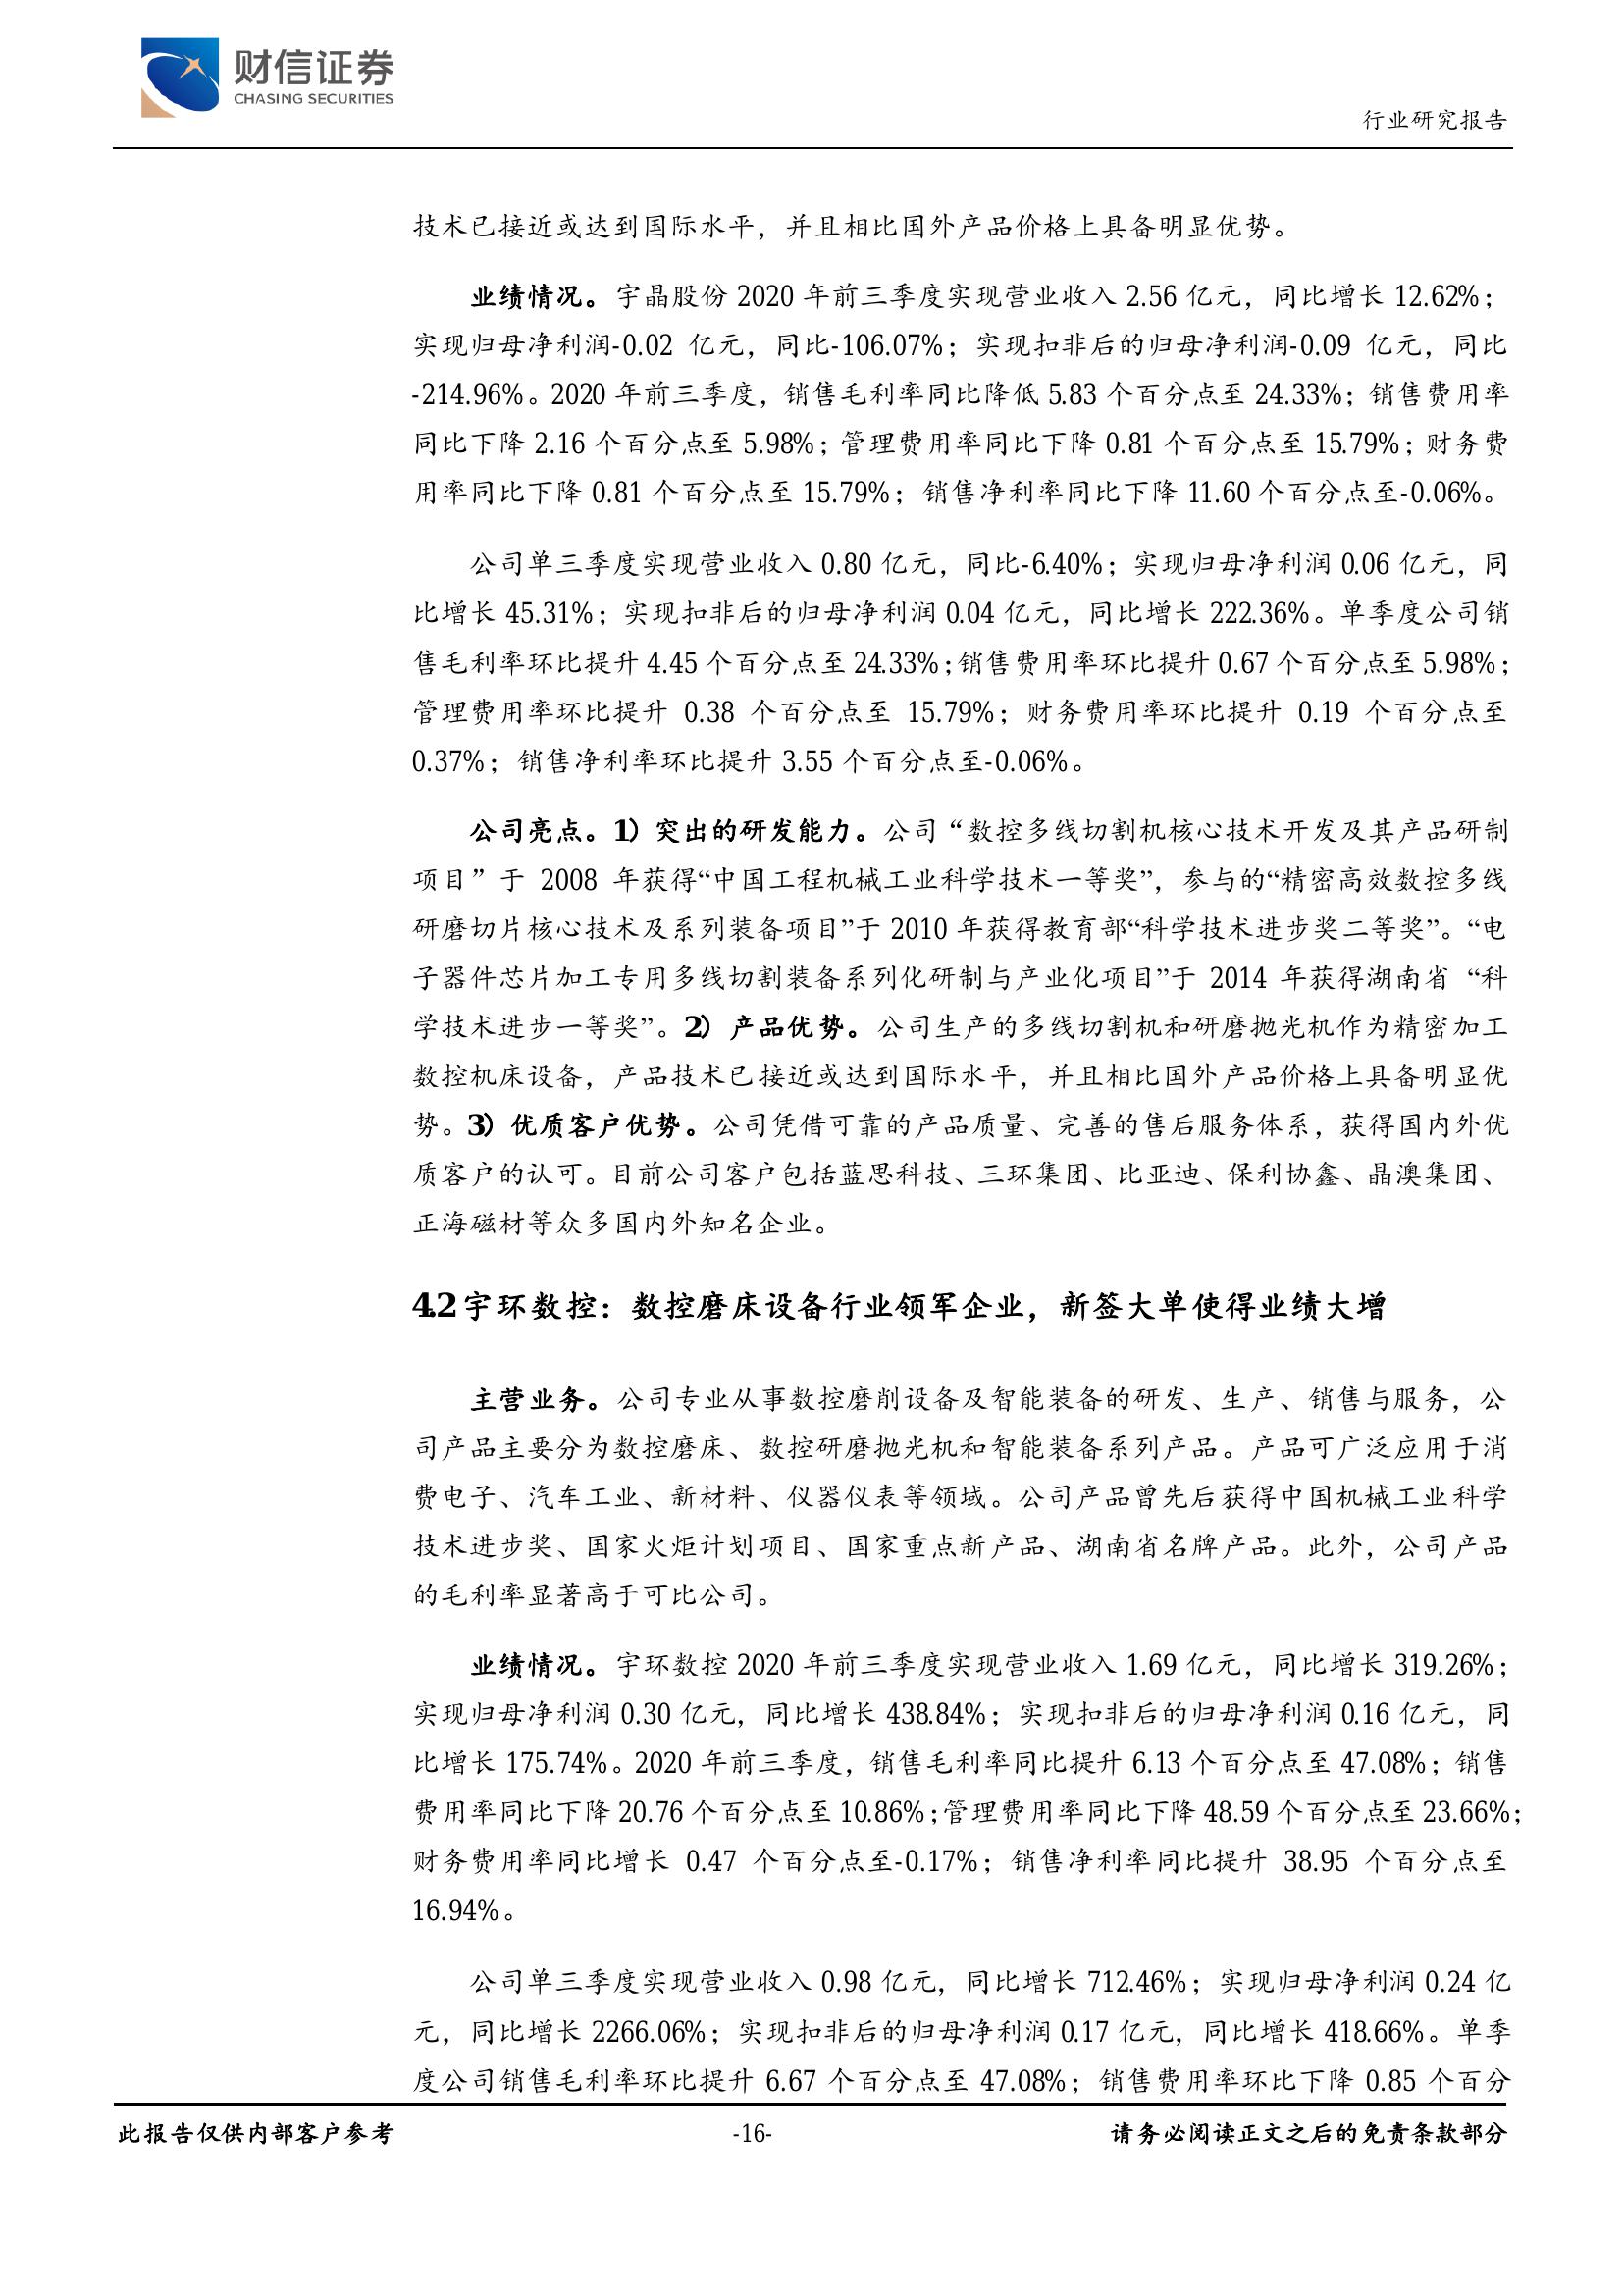 财信证券
CHASING SECURITIES
行业研究报告
技术已接近或达到国际水平，并且相比国外产品价格上具备明显优势。
业绩情况。宇晶股份 2020 年前三季度实现营业收入 2.56 亿元，同比增长 12.62%；
实现归母净利润-0.02 亿元，同比-106.07%；实现扣非后的归母净利润-0.09 亿元，同比
-214.96%。2020 年前三季度，销售毛利率同比降低 5.83 个百分点至 24.33%；销售费用率
同比下降 2.16 个百分点至 5.98%；管理费用率同比下降 0.81 个百分点至 15.79%；财务费
用率同比下降 0.81 个百分点至 15.79%；销售净利率同比下降 11.60 个百分点至-0.06%。
公司单三季度实现营业收入 0.80 亿元，同比-6.40%；实现归母净利润 0.06 亿元，同
比增长 45.31%；实现扣非后的归母净利润 0.04 亿元，同比增长 222.36%。单季度公司销
售毛利率环比提升 4.45 个百分点至 24.33%；销售费用率环比提升 0.67 个百分点至 5.98%；
管理费用率环比提升 0.38 个百分点至 15.79%；财务费用率环比提升 0.19 个百分点至
0.37%；销售净利率环比提升 3.55 个百分点至-0.06%。
公司亮点。1）突出的研发能力。公司“数控多线切割机核心技术开发及其产品研制
项目”于 2008 年获得“中国工程机械工业科学技术一等奖”，参与的“精密高效数控多线
研磨切片核心技术及系列装备项目”于 2010 年获得教育部“科学技术进步奖二等奖”。“电
子器件芯片加工专用多线切割装备系列化研制与产业化项目”于 2014 年获得湖南省 “科
学技术进步一等奖”。2）产品优势。公司生产的多线切割机和研磨抛光机作为精密加工
数控机床设备，产品技术已接近或达到国际水平，并且相比国外产品价格上具备明显优
势。3）优质客户优势。公司凭借可靠的产品质量、完善的售后服务体系，获得国内外优
质客户的认可。目前公司客户包括蓝思科技、三环集团、比亚迪、保利协鑫、晶澳集团、
正海磁材等众多国内外知名企业。
4.2 宇环数控：数控磨床设备行业领军企业，新签大单使得业绩大增
主营业务。公司专业从事数控磨削设备及智能装备的研发、生产、销售与服务，公
司产品主要分为数控磨床、数控研磨抛光机和智能装备系列产品。产品可广泛应用于消
费电子、汽车工业、新材料、仪器仪表等领域。公司产品曾先后获得中国机械工业科学
技术进步奖、国家火炬计划项目、国家重点新产品、湖南省名牌产品。此外，公司产品
的毛利率显著高于可比公司。
业绩情况。宇环数控 2020 年前三季度实现营业收入 1.69 亿元，同比增长 319.26%；
实现归母净利润 0.30 亿元，同比增长 438.84%；实现扣非后的归母净利润 0.16 亿元，同
比增长 175.74%。2020 年前三季度，销售毛利率同比提升 6.13 个百分点至 47.08%；销售
费用率同比下降 20.76 个百分点至 10.86%；管理费用率同比下降 48.59 个百分点至 23.66%；
财务费用率同比增长 0.47 个百分点至-0.17%；销售净利率同比提升 38.95 个百分点至
16.94%。
公司单三季度实现营业收入 0.98 亿元，同比增长 712.46%；实现归母净利润 0.24 亿
元，同比增长 2266.06%；实现扣非后的归母净利润 0.17 亿元，同比增长 418.66%。单季
度公司销售毛利率环比提升 6.67 个百分点至 47.08%；销售费用率环比下降 0.85 个百分
此报告仅供内部客户参考
-16-
请务必阅读正文之后的免责条款部分